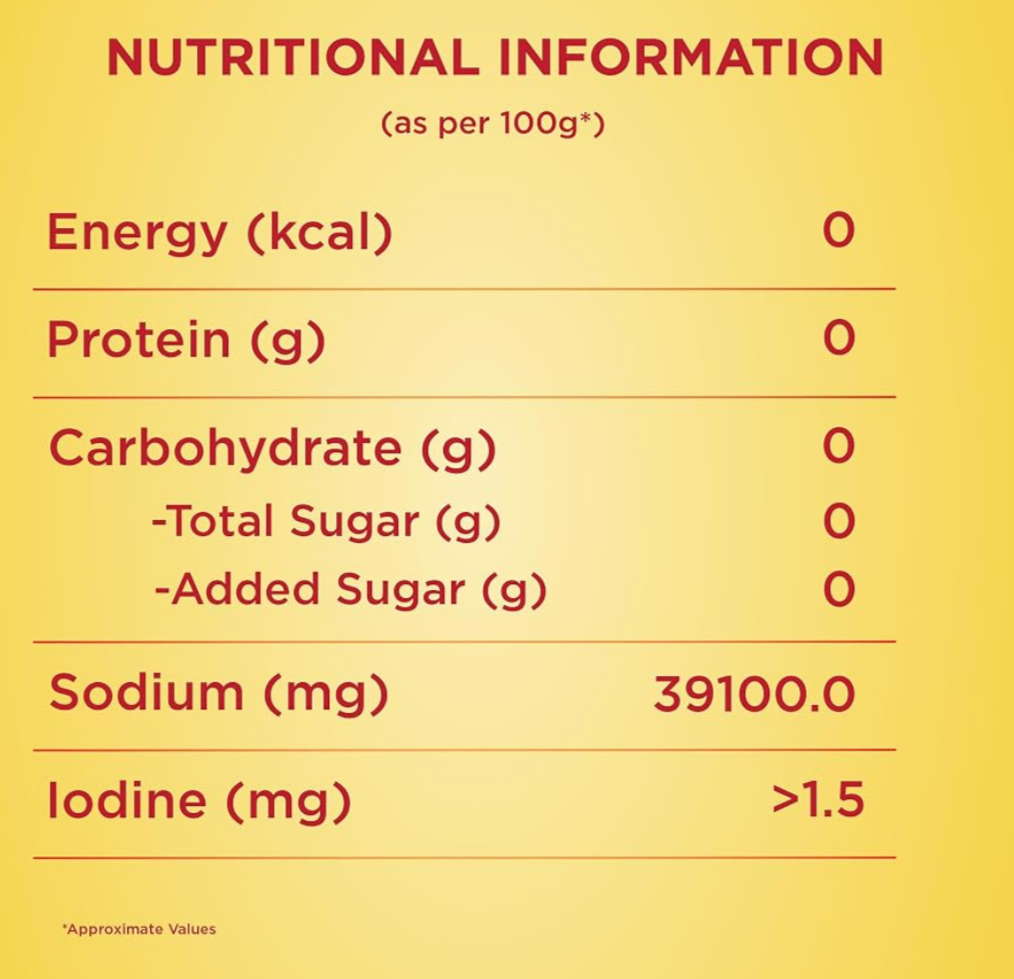 NUTRITIONAL INFORMATION
(as per 100g*)
Energy (kcal) 0
Protein (g) 0
Carbohydrate (g) 0
-Total Sugar (g) 0
-Added Sugar (g) 0
Sodium (mg) 39100.0
Iodine (mg) >1.5
*Approximate Values